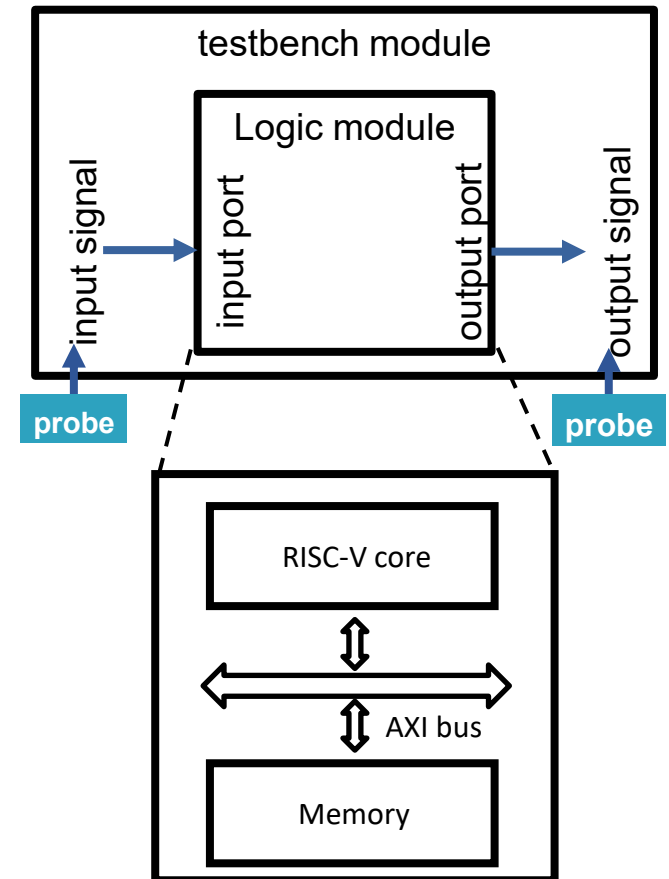 testbench module
Logic module
input signal
input port
output port
output signal
probe
probe
RISC-V core
AXI bus
Memory